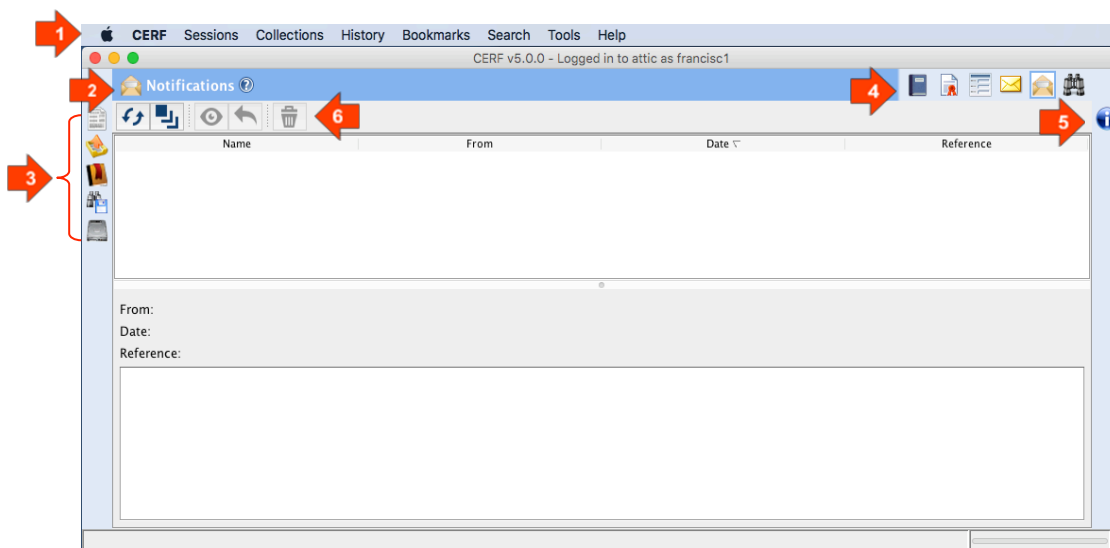 1
CERF Sessions Collections History Bookmarks Search Tools Help
CERF v5.0.0 - Logged in to attic as francisc1
2
Notifications ?
4
6
5
Name From Date Reference
3
From:
Date:
Reference: